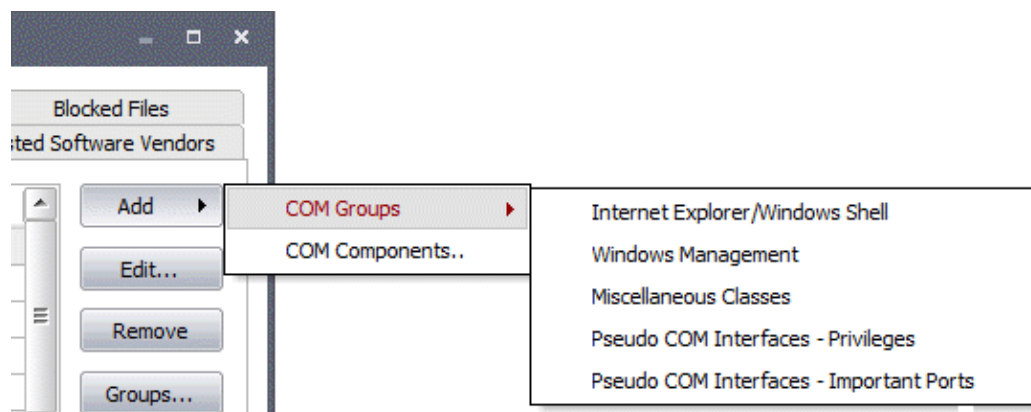 Blocked Files
Software Vendors
Add
COM Groups
COM Components..
Edit...
Remove
Groups...
Internet Explorer/Windows Shell
Windows Management
Miscellaneous Classes
Pseudo COM Interfaces - Privileges
Pseudo COM Interfaces - Important Ports